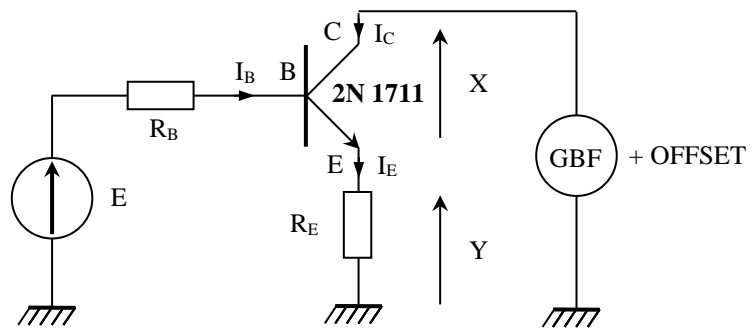 C I_C
I_B B 2N 1711 X
R_B
GBF + OFFSET
E
E I_E
R_E Y